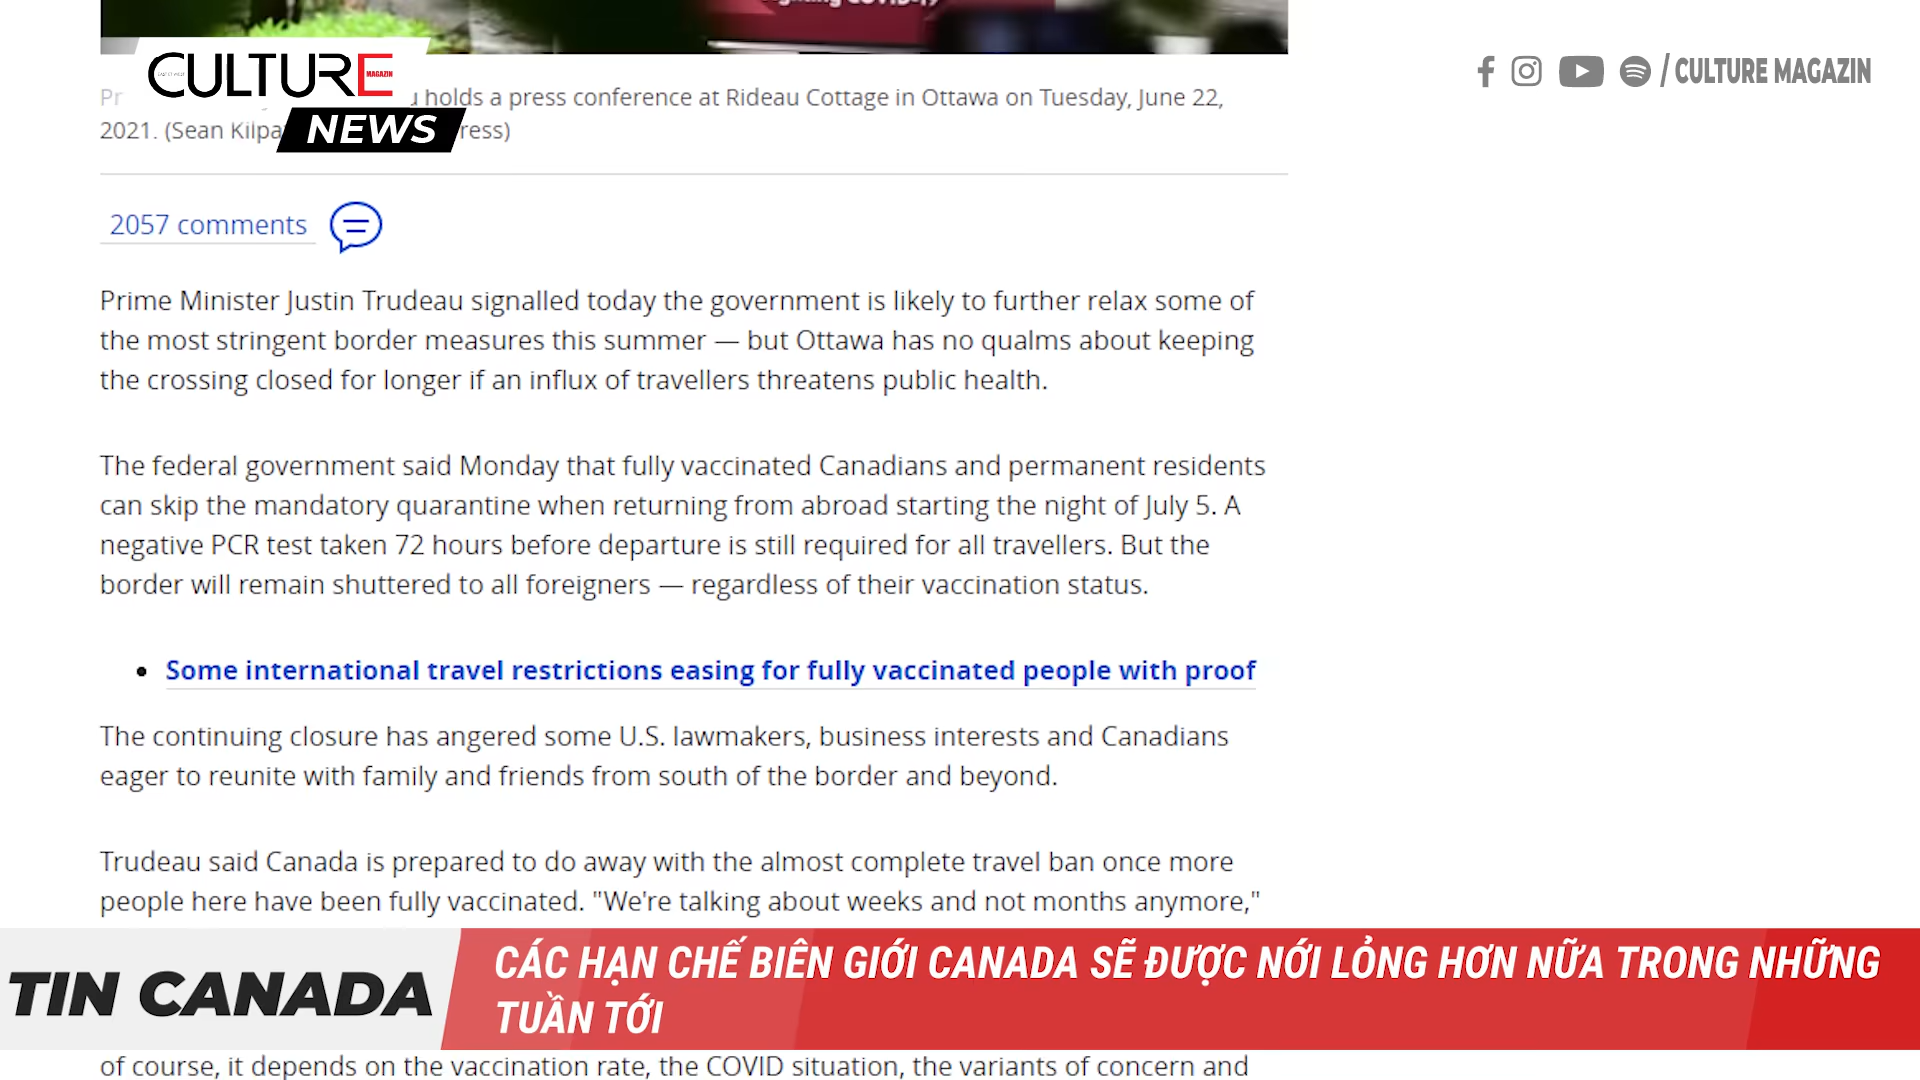 COVID-19
CULTURE
MAGAZIN
/ CULTURE MAGAZIN
holds a press conference at Rideau Cottage in Ottawa on Tuesday, June 22,
2021. (Sean
NEWS
2057 comments
Prime Minister Justin Trudeau signalled today the government is likely to further relax some of
the most stringent border measures this summer — but Ottawa has no qualms about keeping
the crossing closed for longer if an influx of travellers threatens public health.
The federal government said Monday that fully vaccinated Canadians and permanent residents
can skip the mandatory quarantine when returning from abroad starting the night of July 5. A
negative PCR test taken 72 hours before departure is still required for all travellers. But the
border will remain shuttered to all foreigners — regardless of their vaccination status.
Some international travel restrictions easing for fully vaccinated people with proof
The continuing closure has angered some U.S. lawmakers, business interests and Canadians
eager to reunite with family and friends from south of the border and beyond.
Trudeau said Canada is prepared to do away with the almost complete travel ban once more
people here have been fully vaccinated. "We're talking about weeks and not months anymore,"
TIN CANADA
CÁC HẠN CHẾ BIÊN GIỚI CANADA SẼ ĐƯỢC NỚI LỎNG HƠN NỮA TRONG NHỮNG
TUẦN TỚI
of course, it depends on the vaccination rate, the COVID situation, the variants of concern and